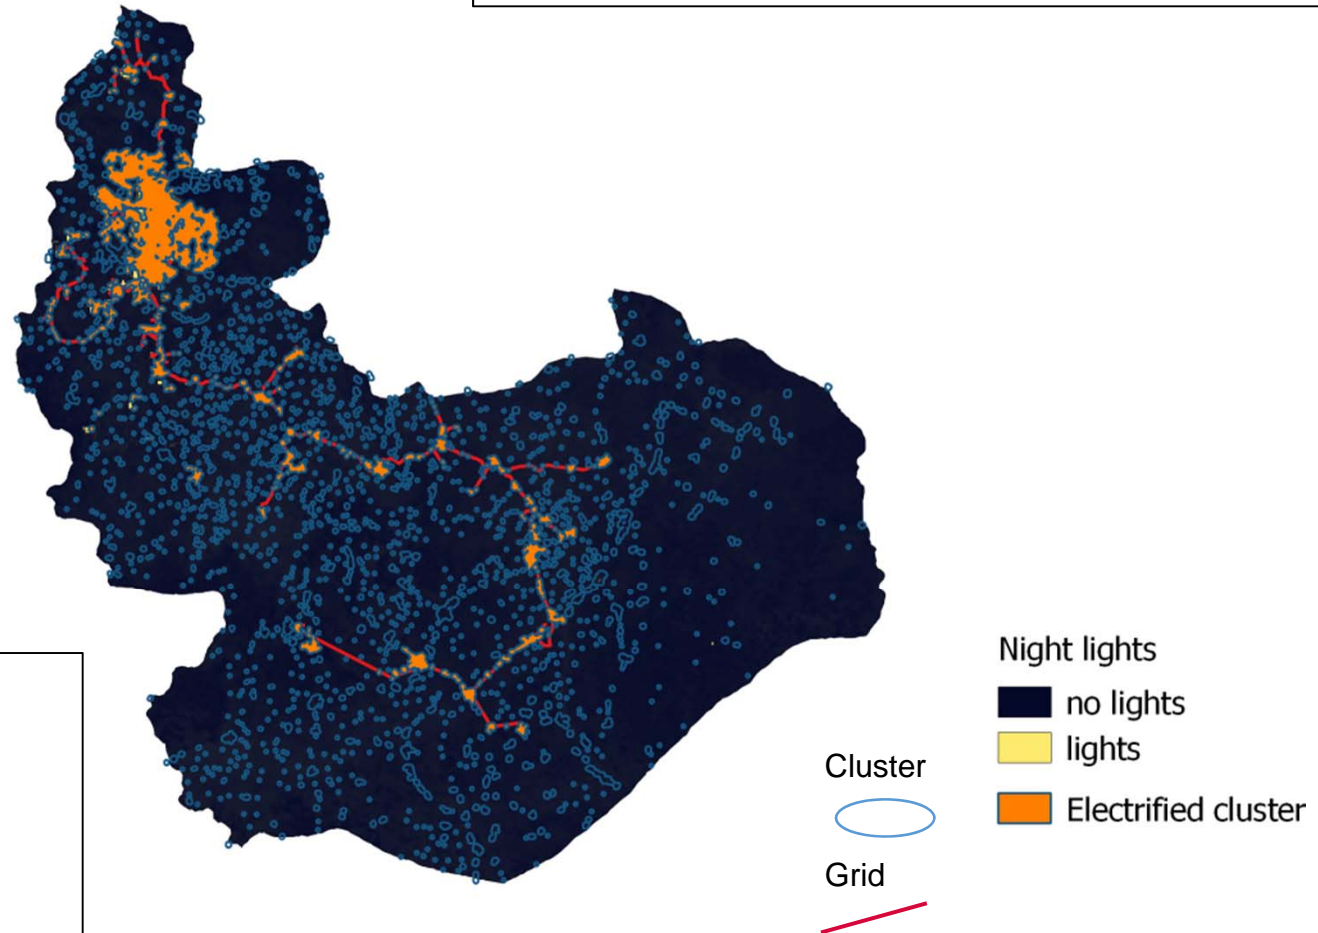 Night lights
no lights
lights
Electrified cluster
Cluster
Grid